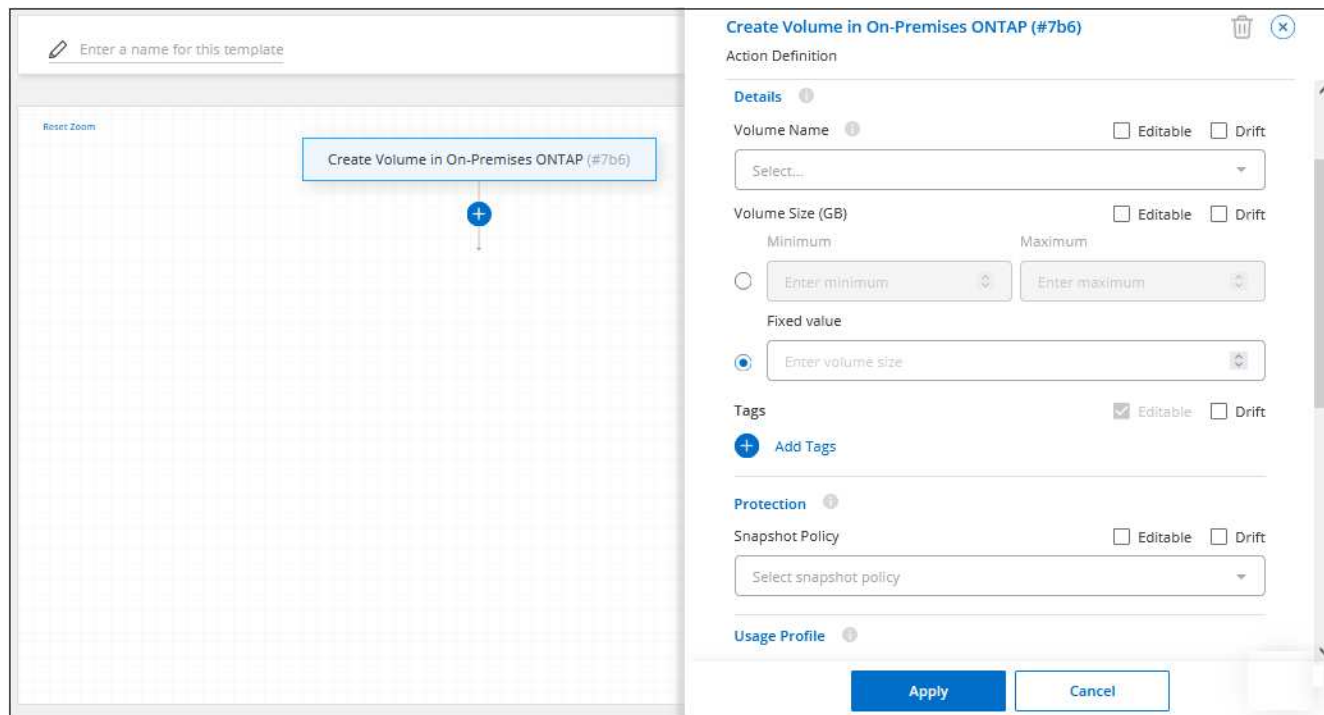 Enter a name for this template
Reset Zoom
Create Volume in On-Premises ONTAP (#7b6)
Create Volume in On-Premises ONTAP (#7b6)
Action Definition
Details
Volume Name Editable Drift
Select...
Volume Size (GB) Editable Drift
Minimum Maximum
Enter minimum Enter maximum
Fixed value
Enter volume size
Tags Editable Drift
Add Tags
Protection
Snapshot Policy Editable Drift
Select snapshot policy
Usage Profile
Apply Cancel